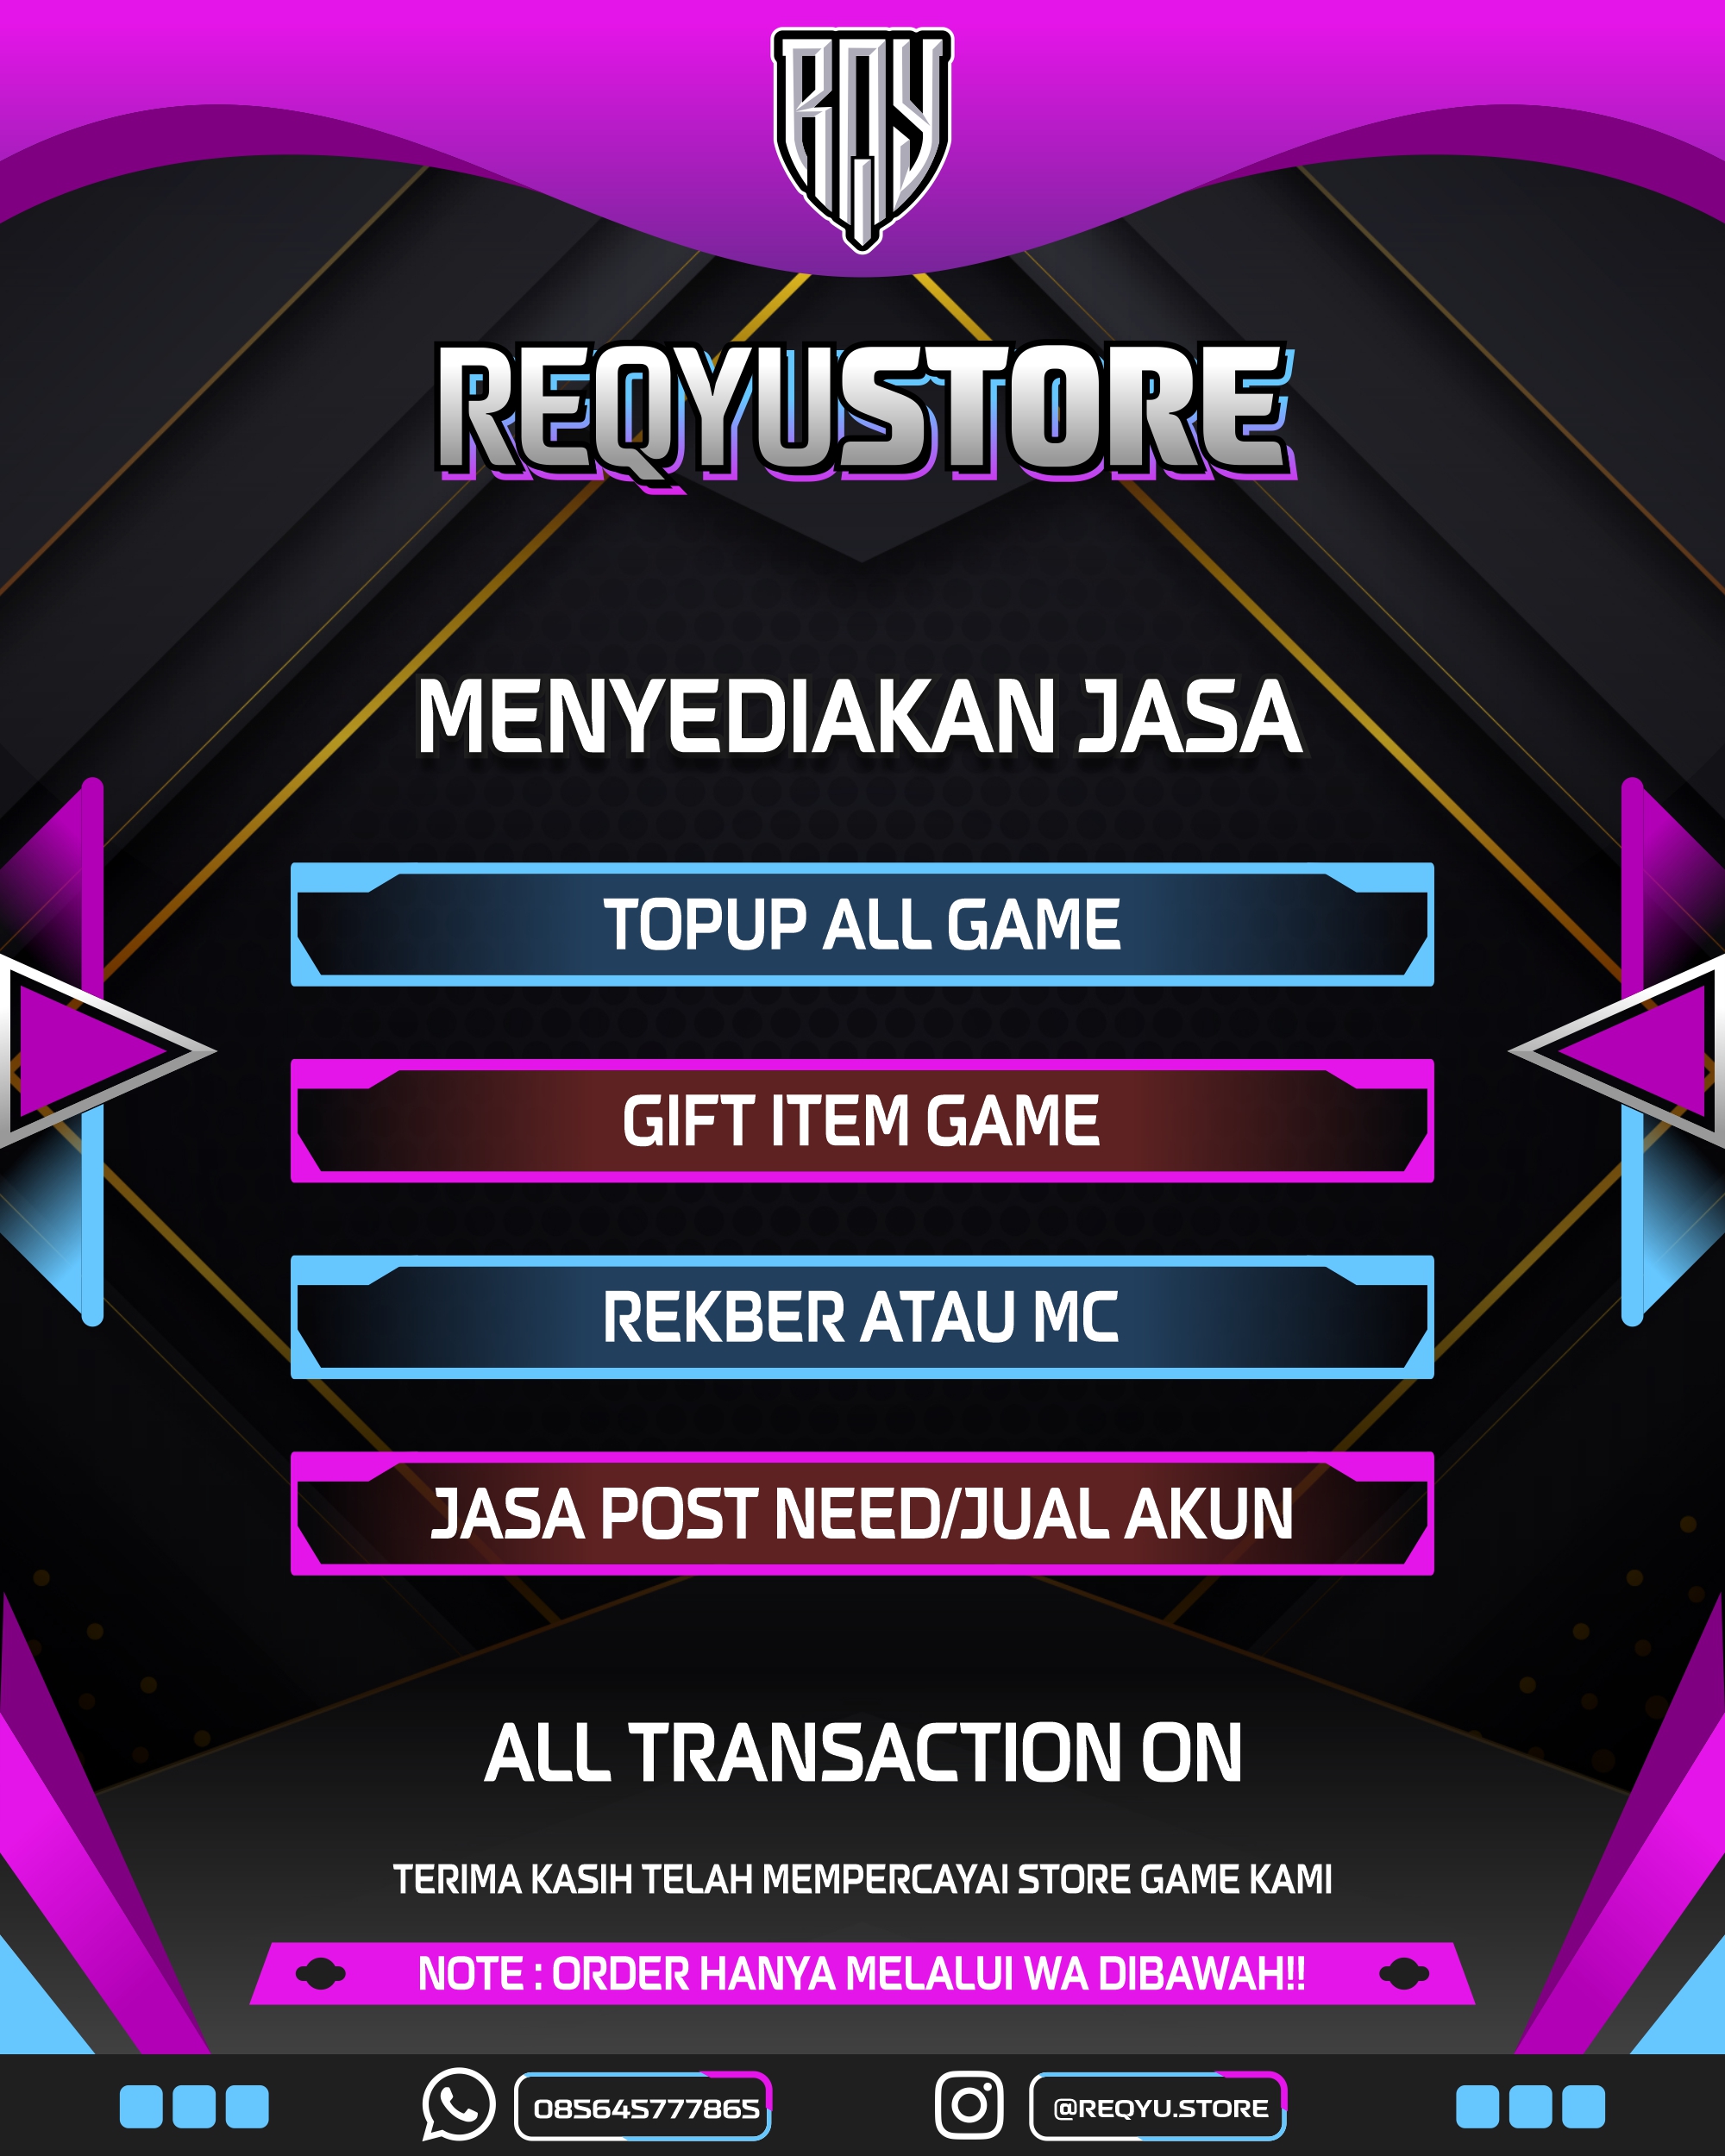 RQY
REQYUSTORE
MENYEDIAKAN JASA
TOPUP ALL GAME
GIFT ITEM GAME
REKBER ATAU MC
JASA POST NEED/JUAL AKUN
ALL TRANSACTION ON
TERIMA KASIH TELAH MEMPERCAYAI STORE GAME KAMI
NOTE : ORDER HANYA MELALUI WA DIBAWAH!!
085645777865
@REQYU.STORE